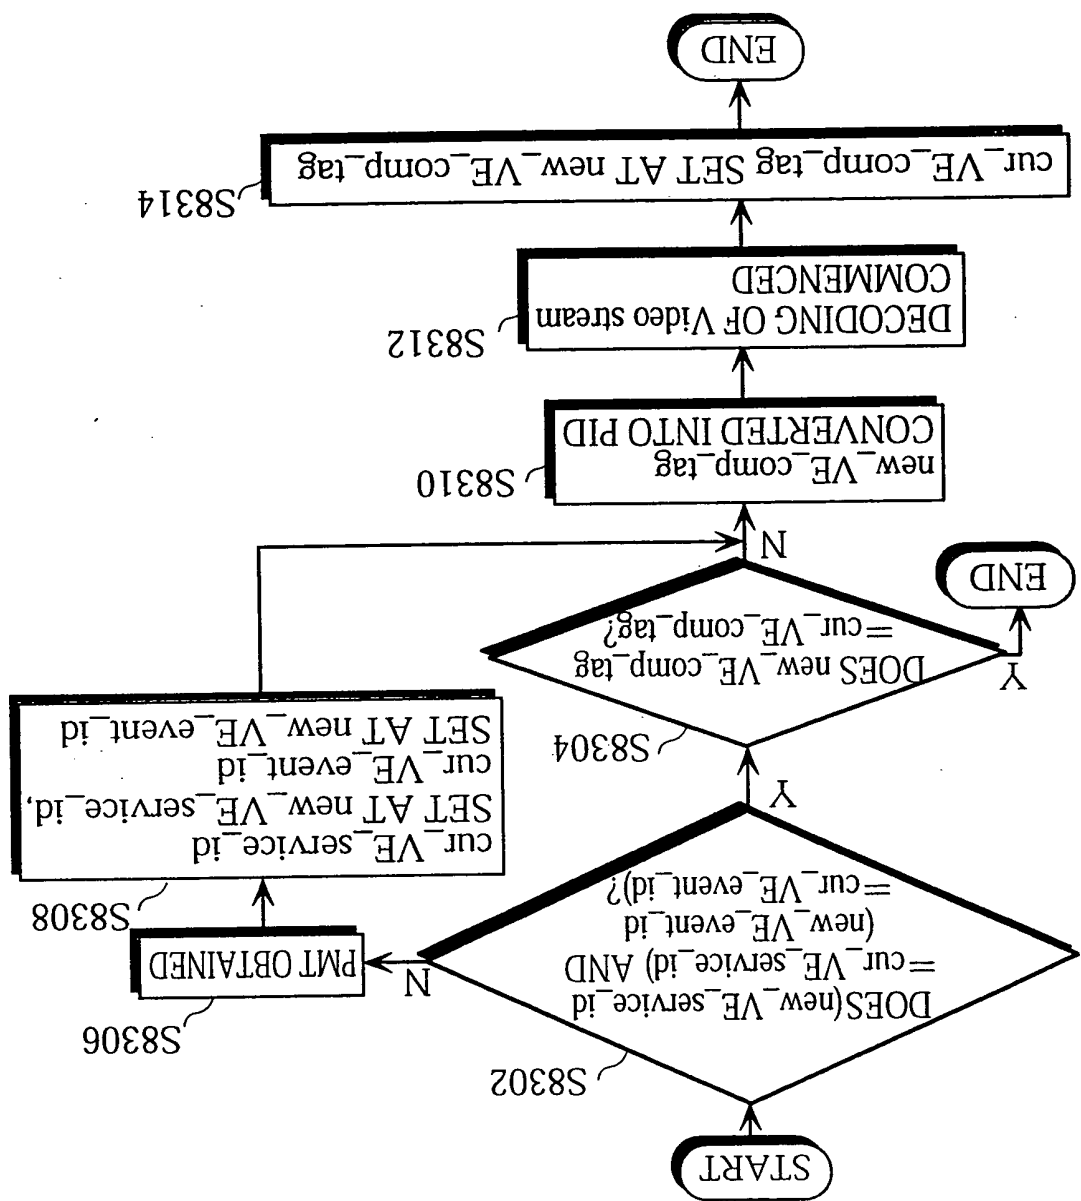 START
S8302
DOES(new_VE_service_id
=cur_VE_service_id) AND
(new_VE_event_id
=cur_VE_event_id)?
N
Y
S8306
PMT OBTAINED
S8308
cur_VE_service_id
SET AT new_VE_service_id,
cur_VE_event_id
SET AT new_VE_event_id
S8304
DOES new_VE_comp_tag
=cur_VE_comp_tag?
Y
END
N
S8310
new_VE_comp_tag
CONVERTED INTO PID
S8312
DECODING OF Video stream
COMMENCED
S8314
cur_VE_comp_tag SET AT new_VE_comp_tag
END